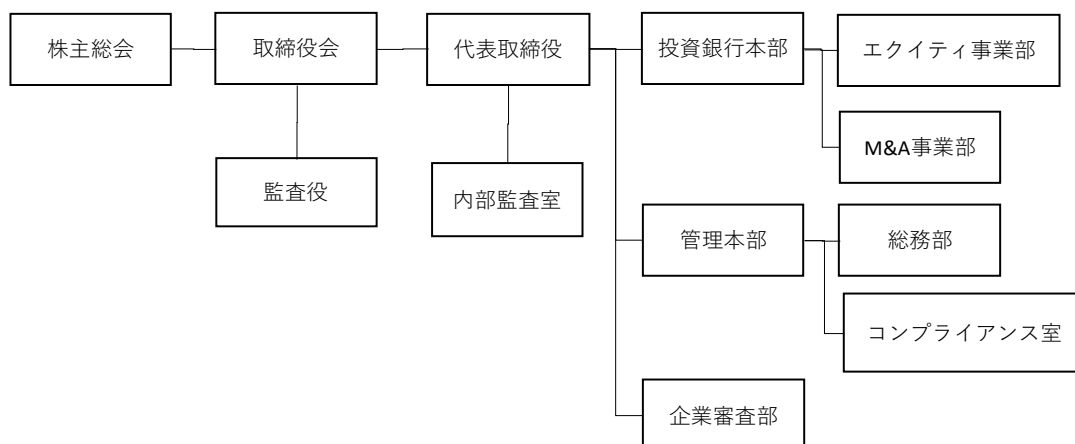 株主総会
取締役会
代表取締役
投資銀行本部
エクイティ事業部
M&A事業部
監査役
内部監査室
管理本部
総務部
コンプライアンス室
企業審査部